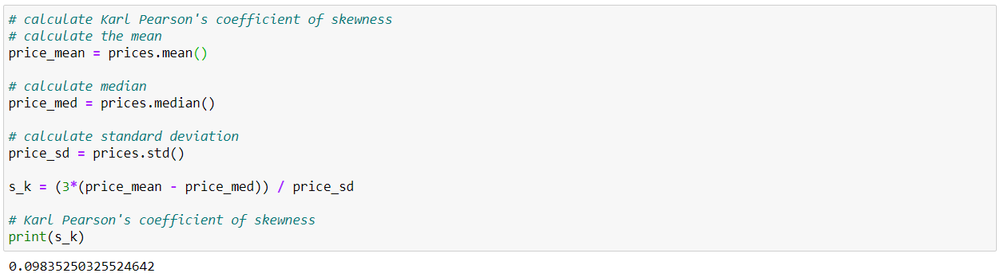 # calculate Karl Pearson's coefficient of skewness
# calculate the mean
price_mean = prices.mean()
# calculate median
price_med = prices.median()
# calculate standard deviation
price_sd = prices.std()
s_k = (3*(price_mean - price_med)) / price_sd
# Karl Pearson's coefficient of skewness
print(s_k)
0.09835250325524642